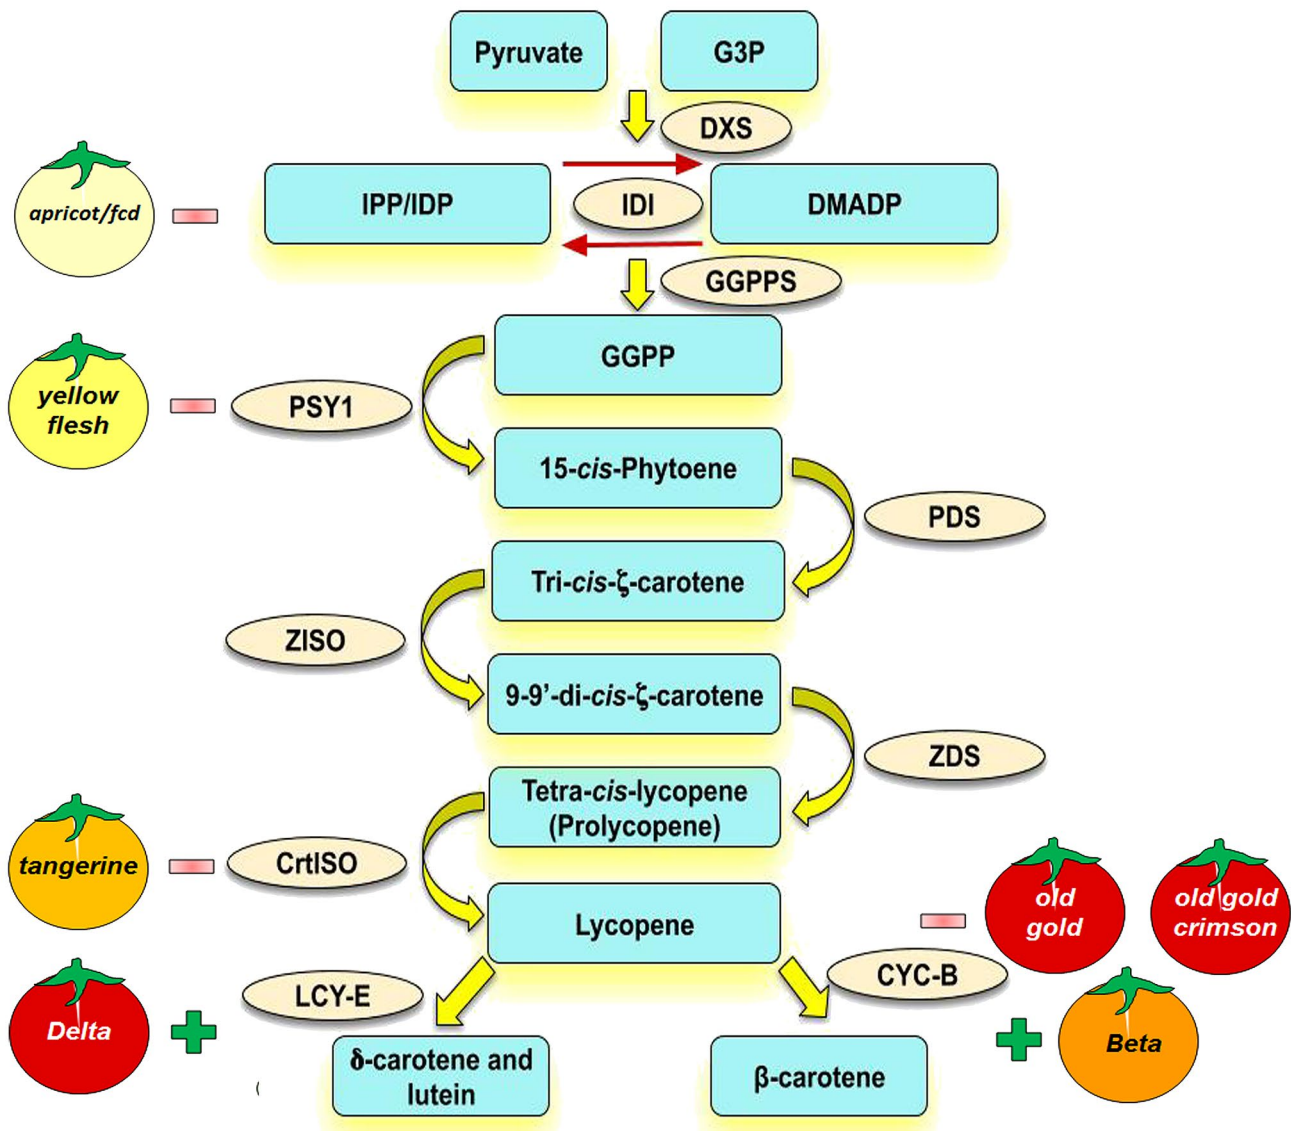 Pyruvate
G3P
DXS
apricot/fcd
IPP/IDP
IDI
DMADP
GGPPS
GGPP
yellow
flesh
PSY1
15-cis-Phytoene
PDS
Tri-cis-ζ-carotene
ZISO
9-9’-di-cis-ζ-carotene
ZDS
Tetra-cis-lycopene
(Prolycopene)
tangerine
CrtISO
old
gold
old gold
crimson
Lycopene
CYC-B
LCY-E
Delta
Beta
δ-carotene and
lutein
β-carotene
(